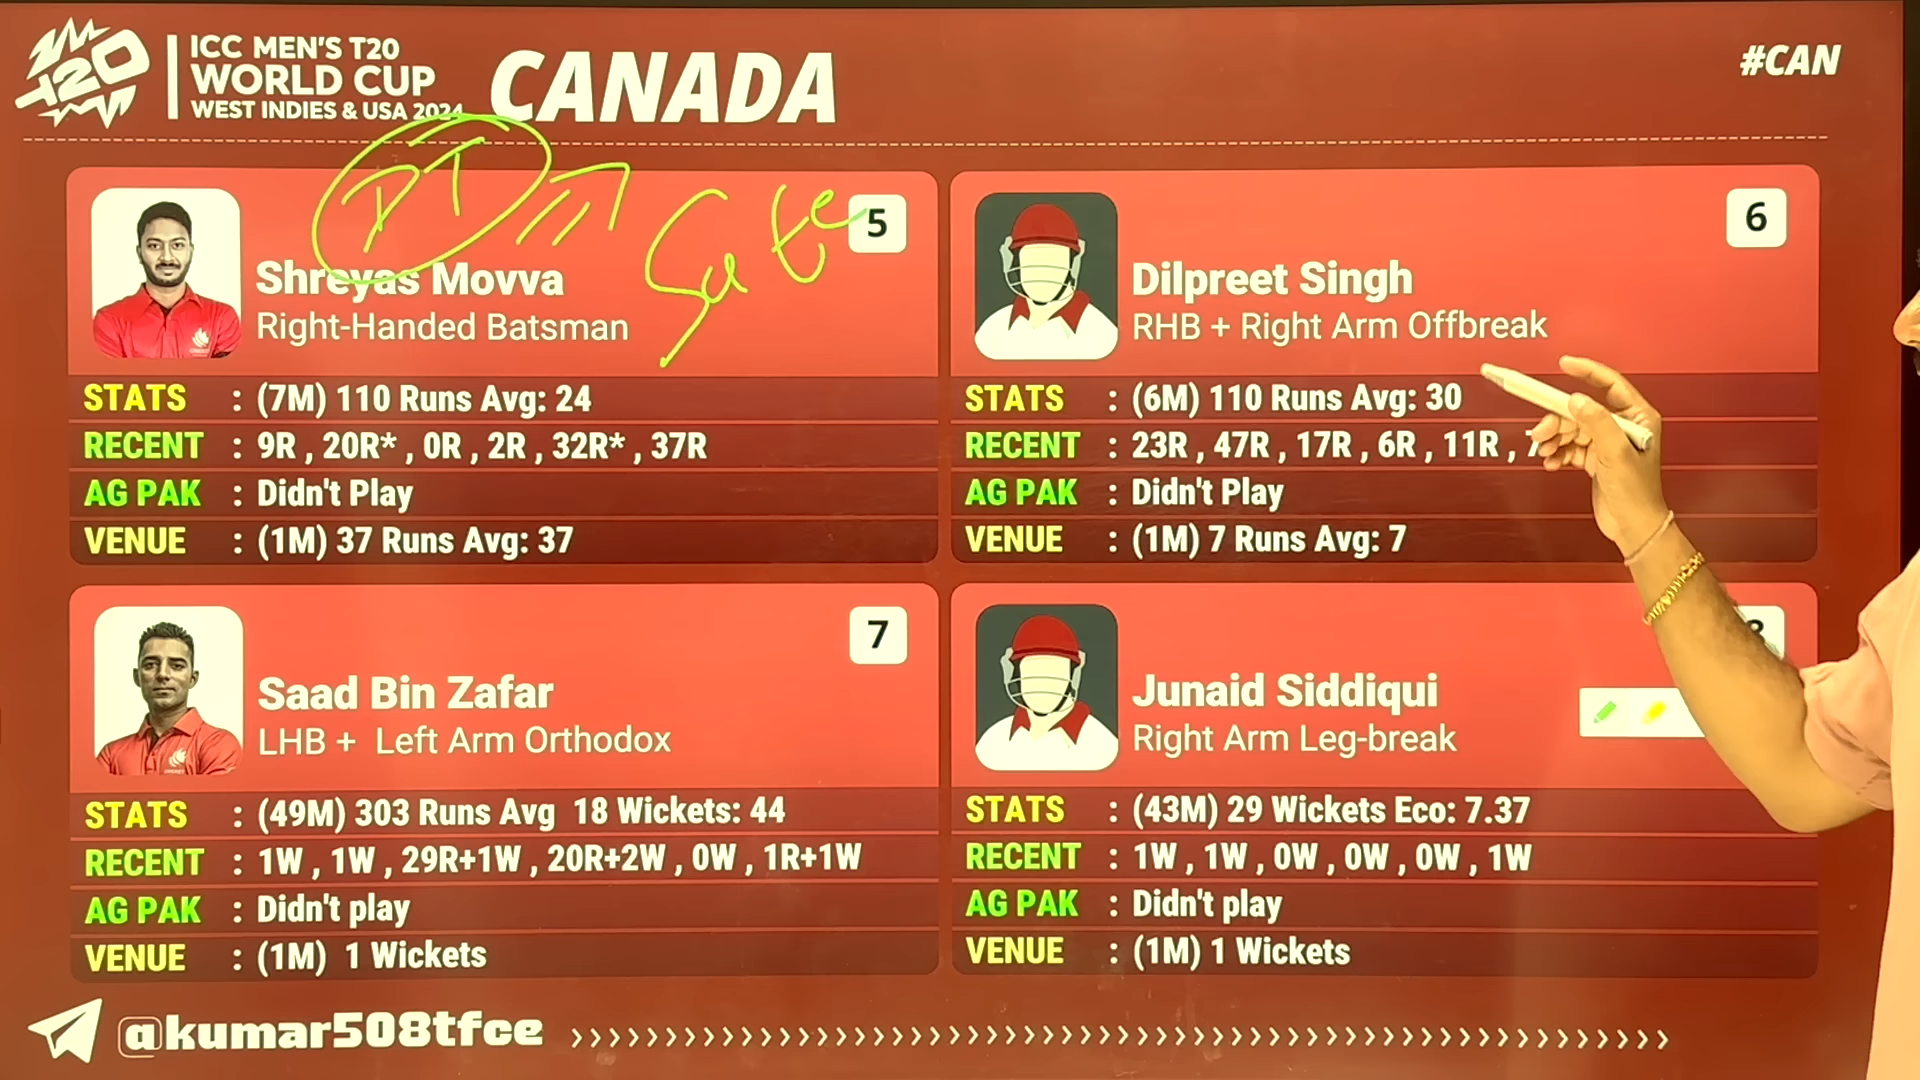 T20
ICC MEN'S T20
WORLD CUP
WEST INDIES & USA 2024
CANADA
#CAN
PT
Shreyas Movva
Right-Handed Batsman
5
STATS : (7M) 110 Runs Avg: 24
RECENT : 9R , 20R* , 0R , 2R , 32R* , 37R
AG PAK : Didn't Play
VENUE : (1M) 37 Runs Avg: 37
Dilpreet Singh
RHB + Right Arm Offbreak
6
STATS : (6M) 110 Runs Avg: 30
RECENT : 23R , 47R , 17R , 6R , 11R , 7
AG PAK : Didn't Play
VENUE : (1M) 7 Runs Avg: 7
Saad Bin Zafar
LHB + Left Arm Orthodox
7
STATS : (49M) 303 Runs Avg 18 Wickets: 44
RECENT : 1W , 1W , 29R+1W , 20R+2W , 0W , 1R+1W
AG PAK : Didn't play
VENUE : (1M) 1 Wickets
Junaid Siddiqui
Right Arm Leg-break
STATS : (43M) 29 Wickets Eco: 7.37
RECENT : 1W , 1W , 0W , 0W , 0W , 1W
AG PAK : Didn't play
VENUE : (1M) 1 Wickets
@kumar508tfce